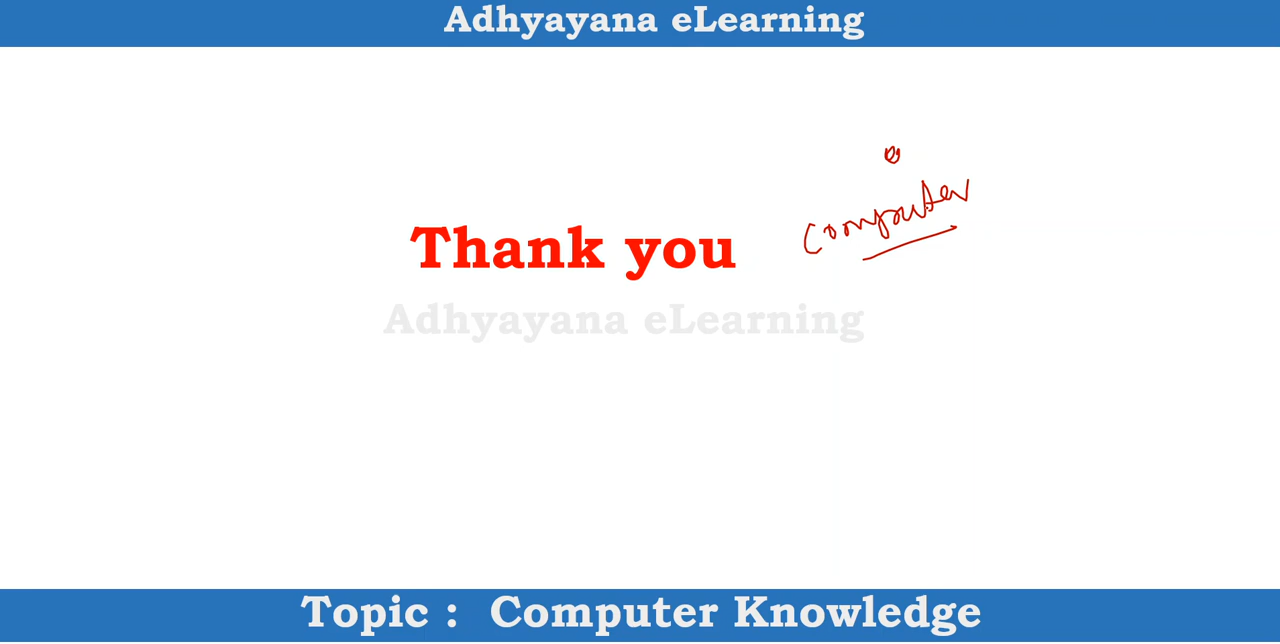 Adhyayana eLearning
Computer
Thank you
Adhyayana eLearning
Topic : Computer Knowledge